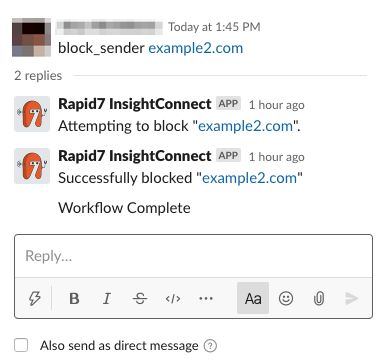 Today at 1:45 PM
block_sender example2.com
2 replies
Rapid7 InsightConnect APP 1 hour ago
Attempting to block "example2.com".
Rapid7 InsightConnect APP 1 hour ago
Successfully blocked "example2.com"
Workflow Complete
Reply…
B I S </> ••• Aa
Also send as direct message ?